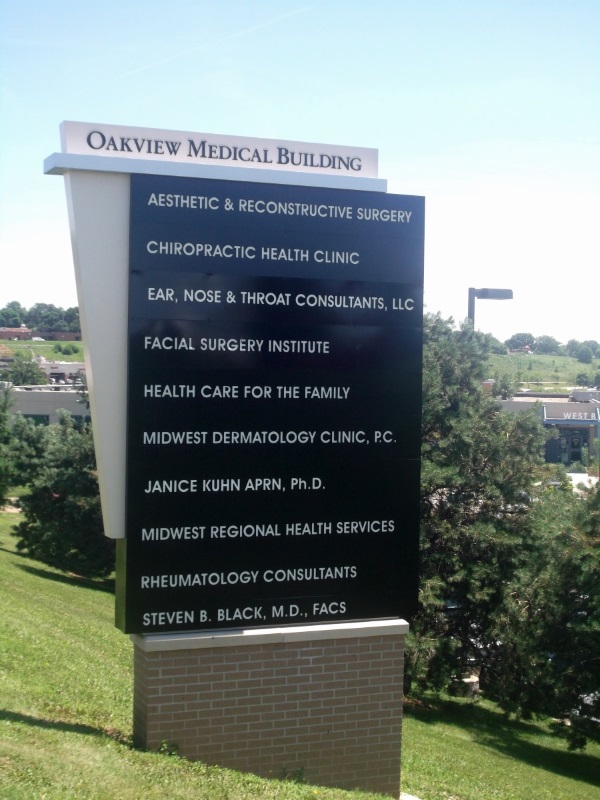 OAKVIEW MEDICAL BUILDING
AESTHETIC & RECONSTRUCTIVE SURGERY
CHIROPRACTIC HEALTH CLINIC
EAR, NOSE & THROAT CONSULTANTS, LLC
FACIAL SURGERY INSTITUTE
HEALTH CARE FOR THE FAMILY
MIDWEST DERMATOLOGY CLINIC, P.C.
JANICE KUHN APRN, Ph.D.
MIDWEST REGIONAL HEALTH SERVICES
RHEUMATOLOGY CONSULTANTS
STEVEN B. BLACK, M.D., FACS
WEST